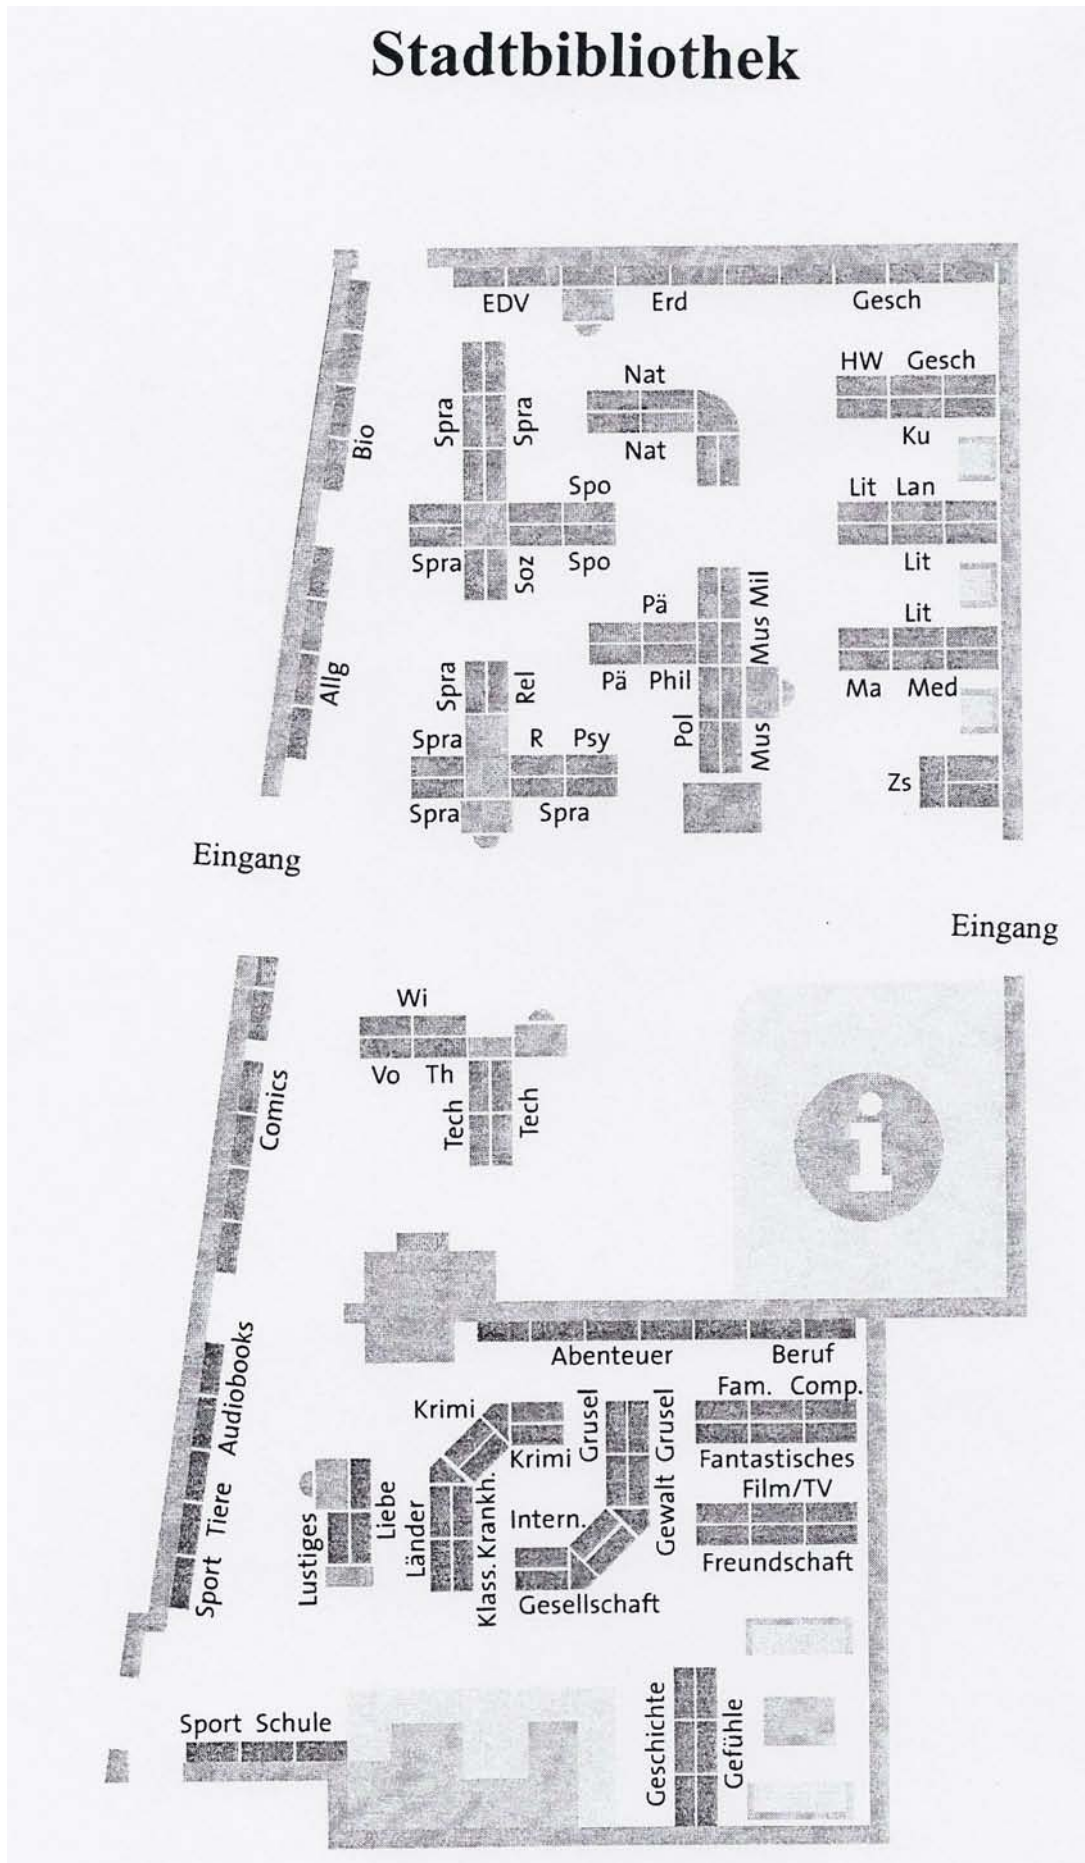 Stadtbibliothek
EDV
Erd
Gesch
Bio
Spra
Spra
Nat
Nat
HW Gesch
Ku
Spo
Spra
Soz
Spo
Lit Lan
Lit
Allg
Spra
Rel
Pä
Pä Phil
Mus Mil
Lit
Ma Med
Spra
R Psy
Spra
Spra
Pol
Mus
Zs
Eingang
Eingang
Wi
Vo Th
Tech
Tech
Comics
i
Audiobooks
Tiere
Sport
Abenteuer
Beruf
Fam. Comp.
Fantastisches
Film/TV
Freundschaft
Krimi
Krimi
Grusel
Grusel
Gewalt
Lustiges
Liebe
Länder
Klass. Krankh.
Intern.
Gesellschaft
Sport Schule
Geschichte
Gefühle